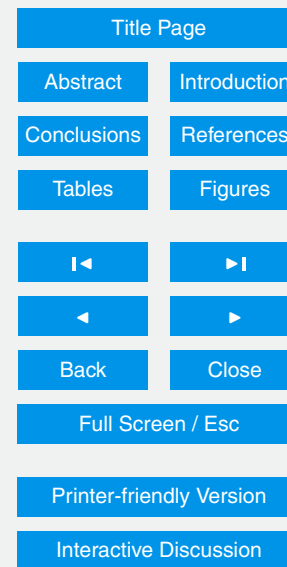 Title Page
Abstract Introduction
Conclusions References
Tables Figures
Back Close
Full Screen / Esc
Printer-friendly Version
Interactive Discussion